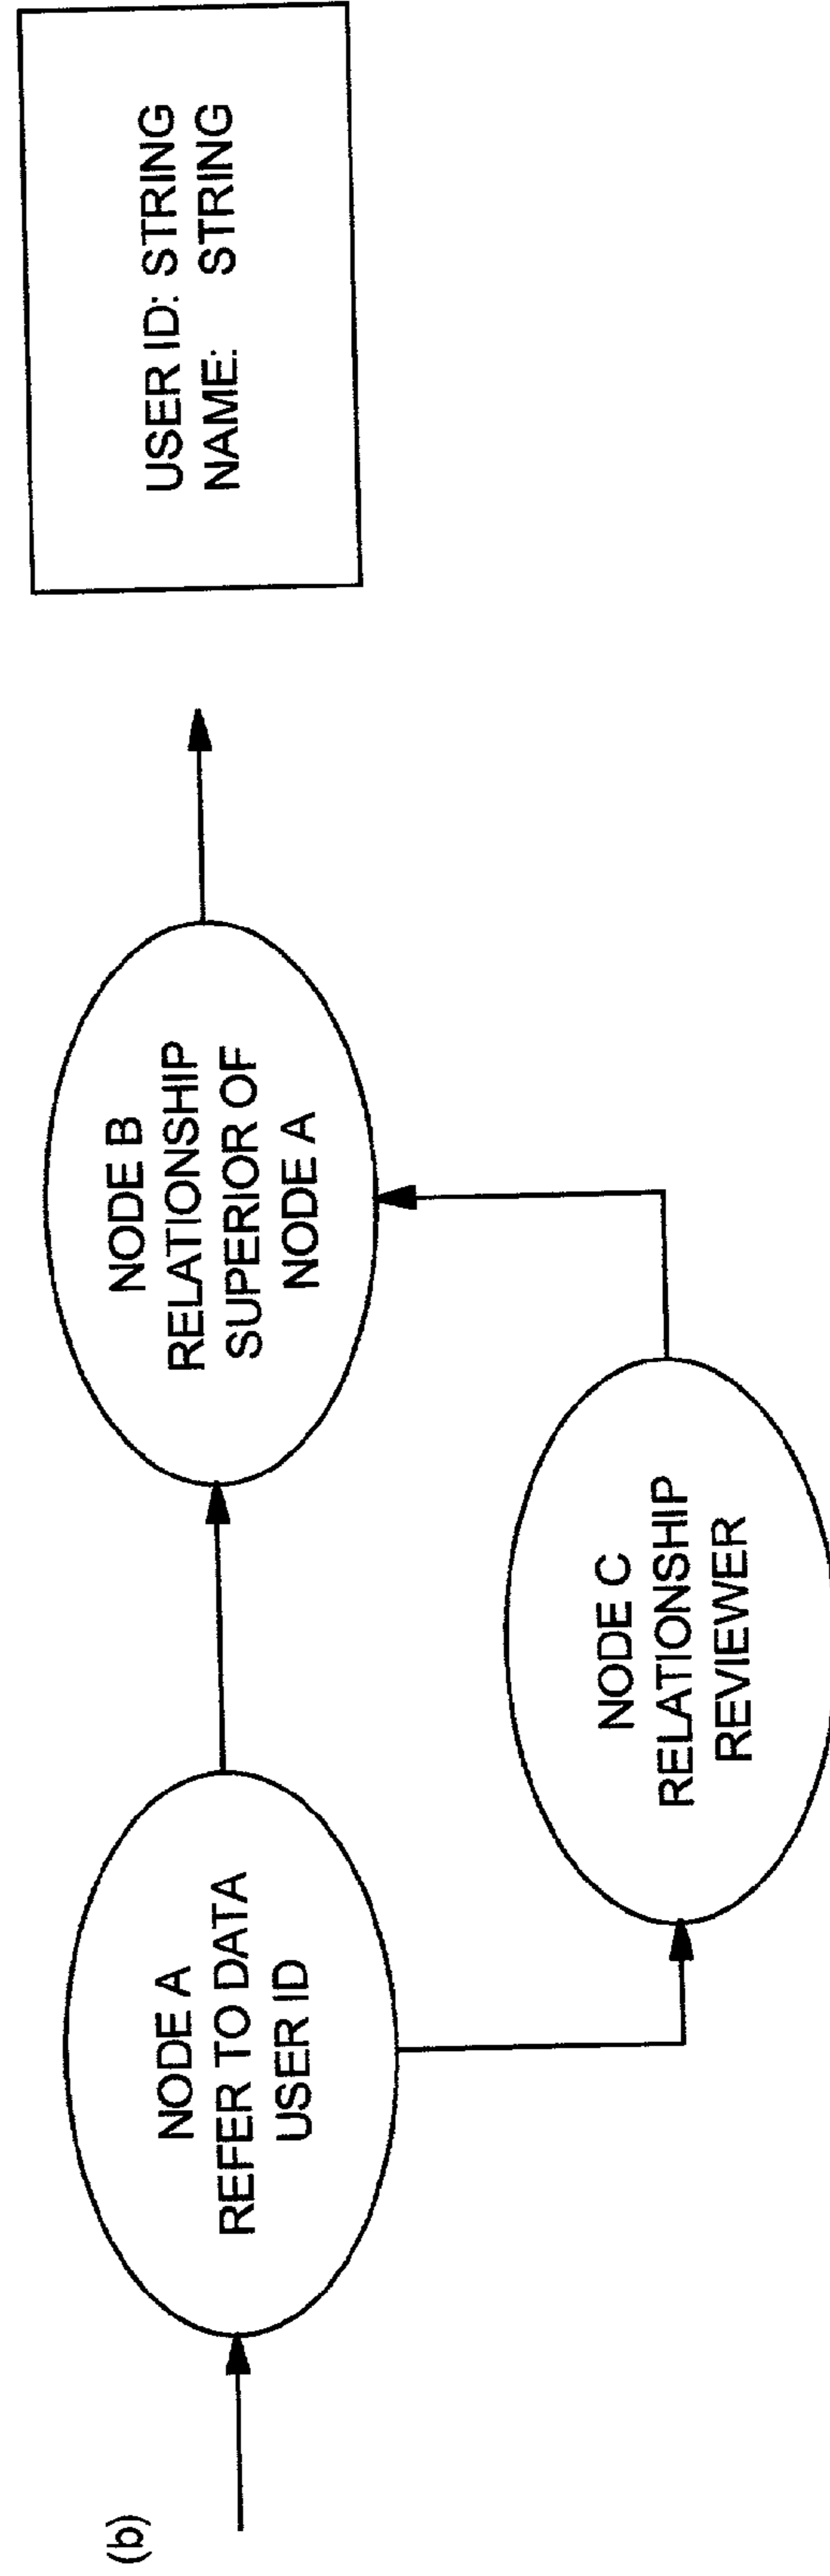 (b)
NODE A
REFER TO DATA
USER ID
NODE B
RELATIONSHIP
SUPERIOR OF
NODE A
NODE C
RELATIONSHIP
REVIEWER
USER ID: STRING
NAME: STRING